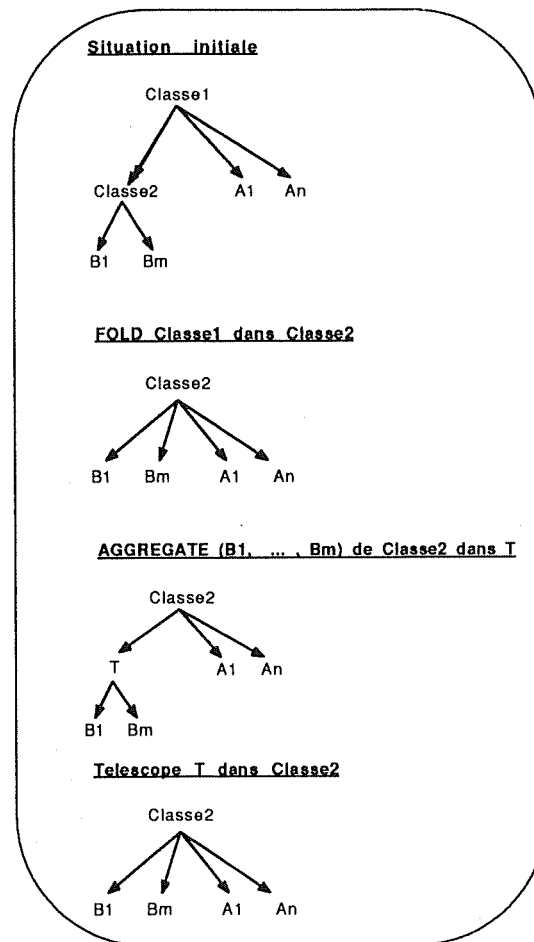 Situation initiale
Classe1
Classe2 A1 An
B1 Bm
FOLD Classe1 dans Classe2
Classe2
B1 Bm A1 An
AGGREGATE (B1, ... , Bm) de Classe2 dans T
Classe2
T A1 An
B1 Bm
Telescope T dans Classe2
Classe2
B1 Bm A1 An